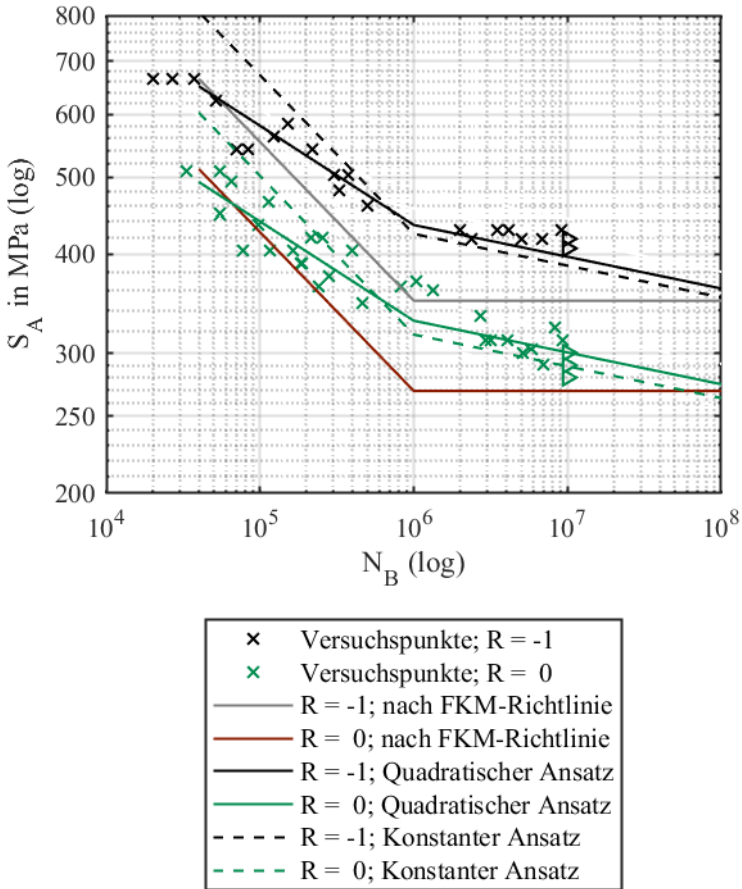 800
700
600
500
400
300
250
200
S_A in MPa (log)
10^4
10^5
10^6
10^7
10^8
N_B (log)
Versuchspunkte; R = -1
Versuchspunkte; R = 0
R = -1; nach FKM-Richtlinie
R = 0; nach FKM-Richtlinie
R = -1; Quadratischer Ansatz
R = 0; Quadratischer Ansatz
R = -1; Konstanter Ansatz
R = 0; Konstanter Ansatz